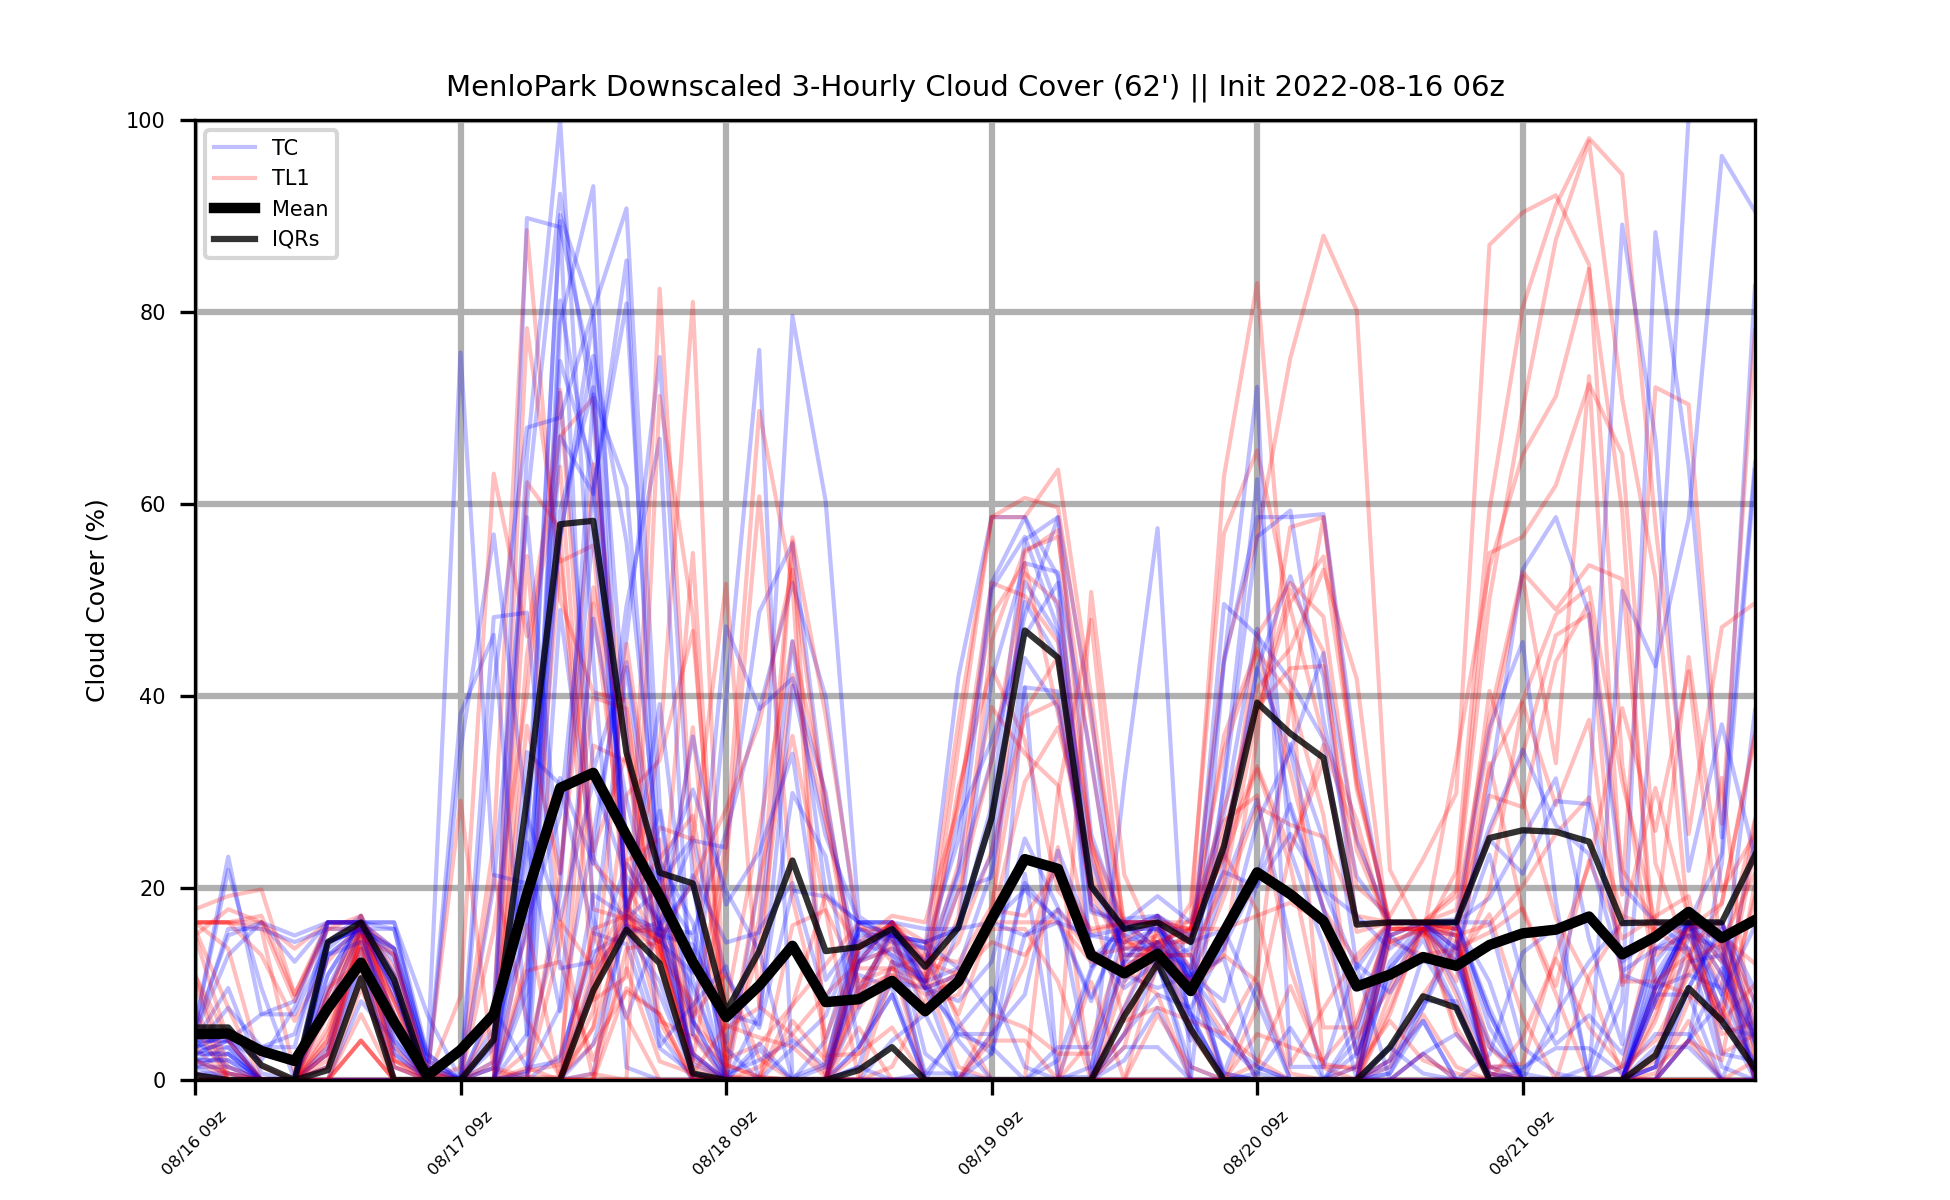 MenloPark Downscaled 3-Hourly Cloud Cover (62') || Init 2022-08-16 06z
TC
TL1
Mean
IQRs
Cloud Cover (%)
100
80
60
40
20
0
08/16 09z
08/17 09z
08/18 09z
08/19 09z
08/20 09z
08/21 09z